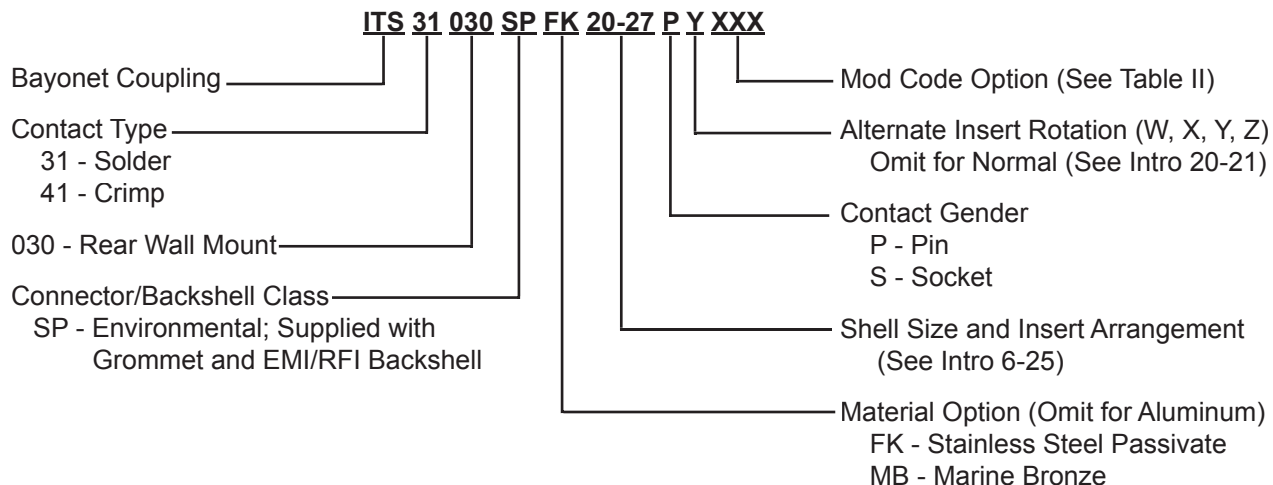 ITS 31 030 SP FK 20-27 P Y XXX
Bayonet Coupling
Contact Type
31 - Solder
41 - Crimp
030 - Rear Wall Mount
Connector/Backshell Class
SP - Environmental; Supplied with
Grommet and EMI/RFI Backshell
Mod Code Option (See Table II)
Alternate Insert Rotation (W, X, Y, Z)
Omit for Normal (See Intro 20-21)
Contact Gender
P - Pin
S - Socket
Shell Size and Insert Arrangement
(See Intro 6-25)
Material Option (Omit for Aluminum)
FK - Stainless Steel Passivate
MB - Marine Bronze